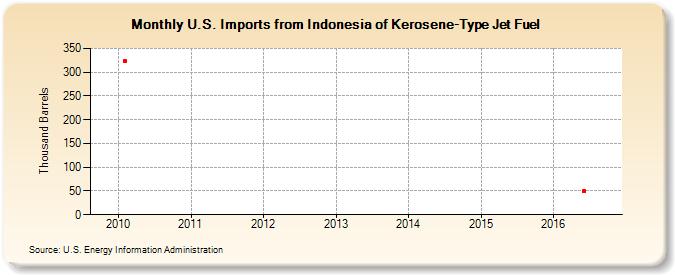 Monthly U.S. Imports from Indonesia of Kerosene-Type Jet Fuel
Thousand Barrels
350
300
250
200
150
100
50
0
2010 2011 2012 2013 2014 2015 2016
Source: U.S. Energy Information Administration